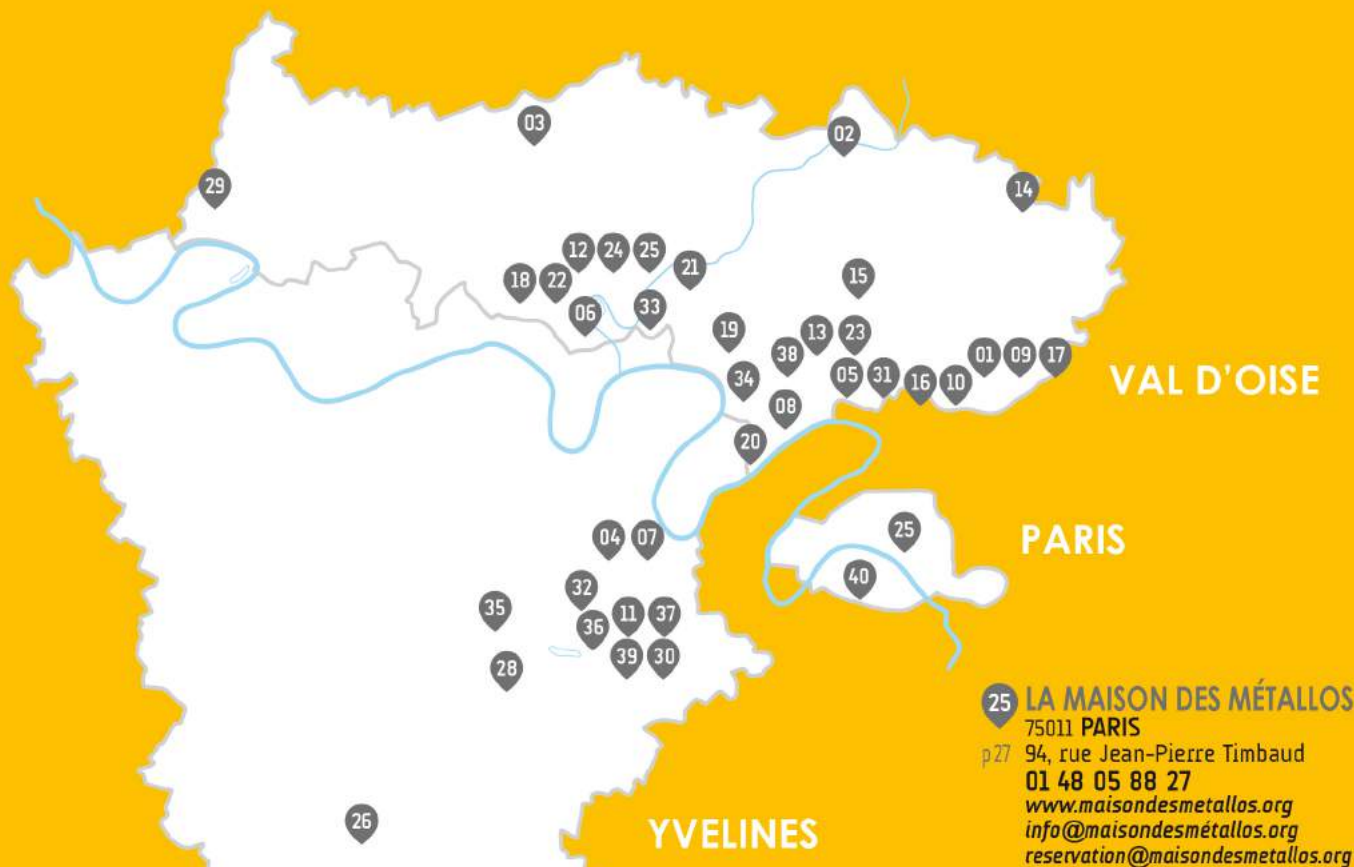 03
02
29
14
12 24 25
21
18 22
15
06
33
19
13 23
38
01 09 17
34
05 31 16 10
VAL D'OISE
08
20
25
PARIS
04 07
40
32
35
11 37
36
39 30
28
25 LA MAISON DES MÉTALLOS
75011 PARIS
p27 94, rue Jean-Pierre Timbaud
01 48 05 88 27
www.maisondesmetallos.org
info@maisondesmétallos.org
reservation@maisondesmetallos.org
26
YVELINES